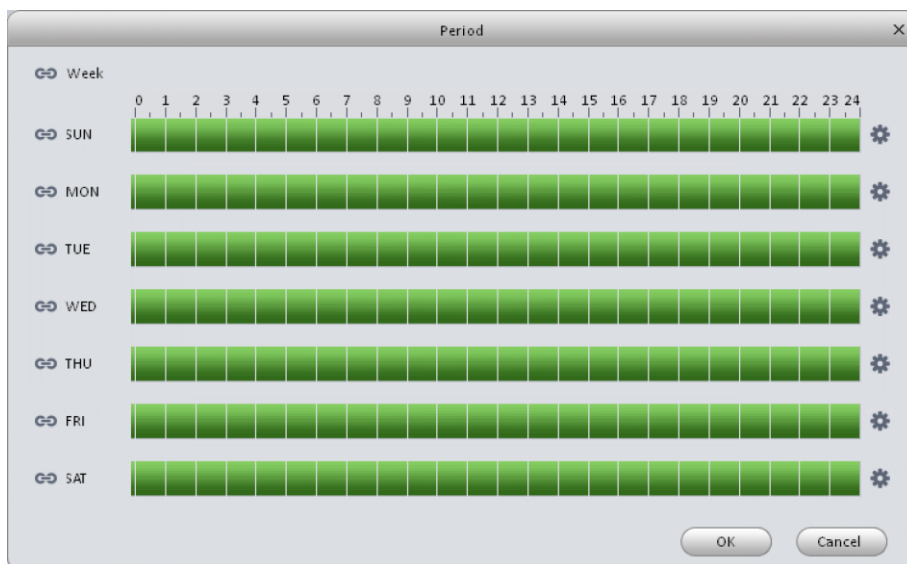 Period
Week
0 1 2 3 4 5 6 7 8 9 10 11 12 13 14 15 16 17 18 19 20 21 22 23 24
SUN
MON
TUE
WED
THU
FRI
SAT
OK Cancel